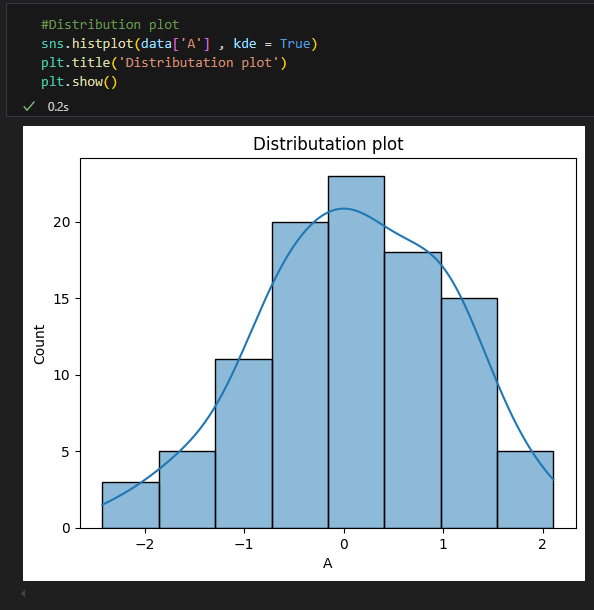 #Distribution plot
sns.histplot(data['A'] , kde = True)
plt.title('Distributation plot')
plt.show()
0.2s
Distributation plot
20
15
10
5
0
Count
−2 −1 0 1 2
A